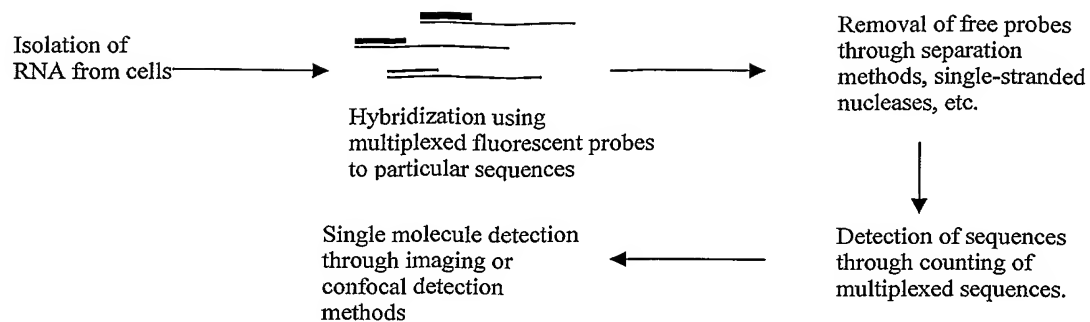 Isolation of
RNA from cells
Hybridization using
multiplexed fluorescent probes
to particular sequences
Removal of free probes
through separation
methods, single-stranded
nucleases, etc.
Detection of sequences
through counting of
multiplexed sequences.
Single molecule detection
through imaging or
confocal detection
methods